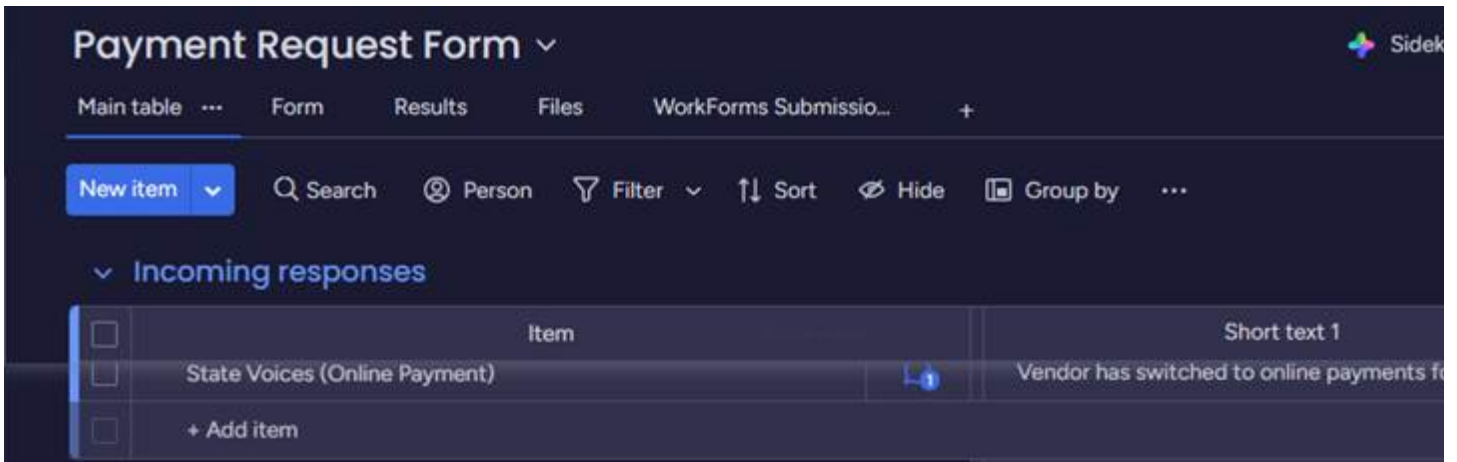 Payment Request Form
Sidek
Main table ... Form Results Files WorkForms Submissio... +
New item Search Person Filter Sort Hide Group by ...
Incoming responses
Item Short text 1
State Voices (Online Payment) 1 Vendor has switched to online payments fo
+ Add item